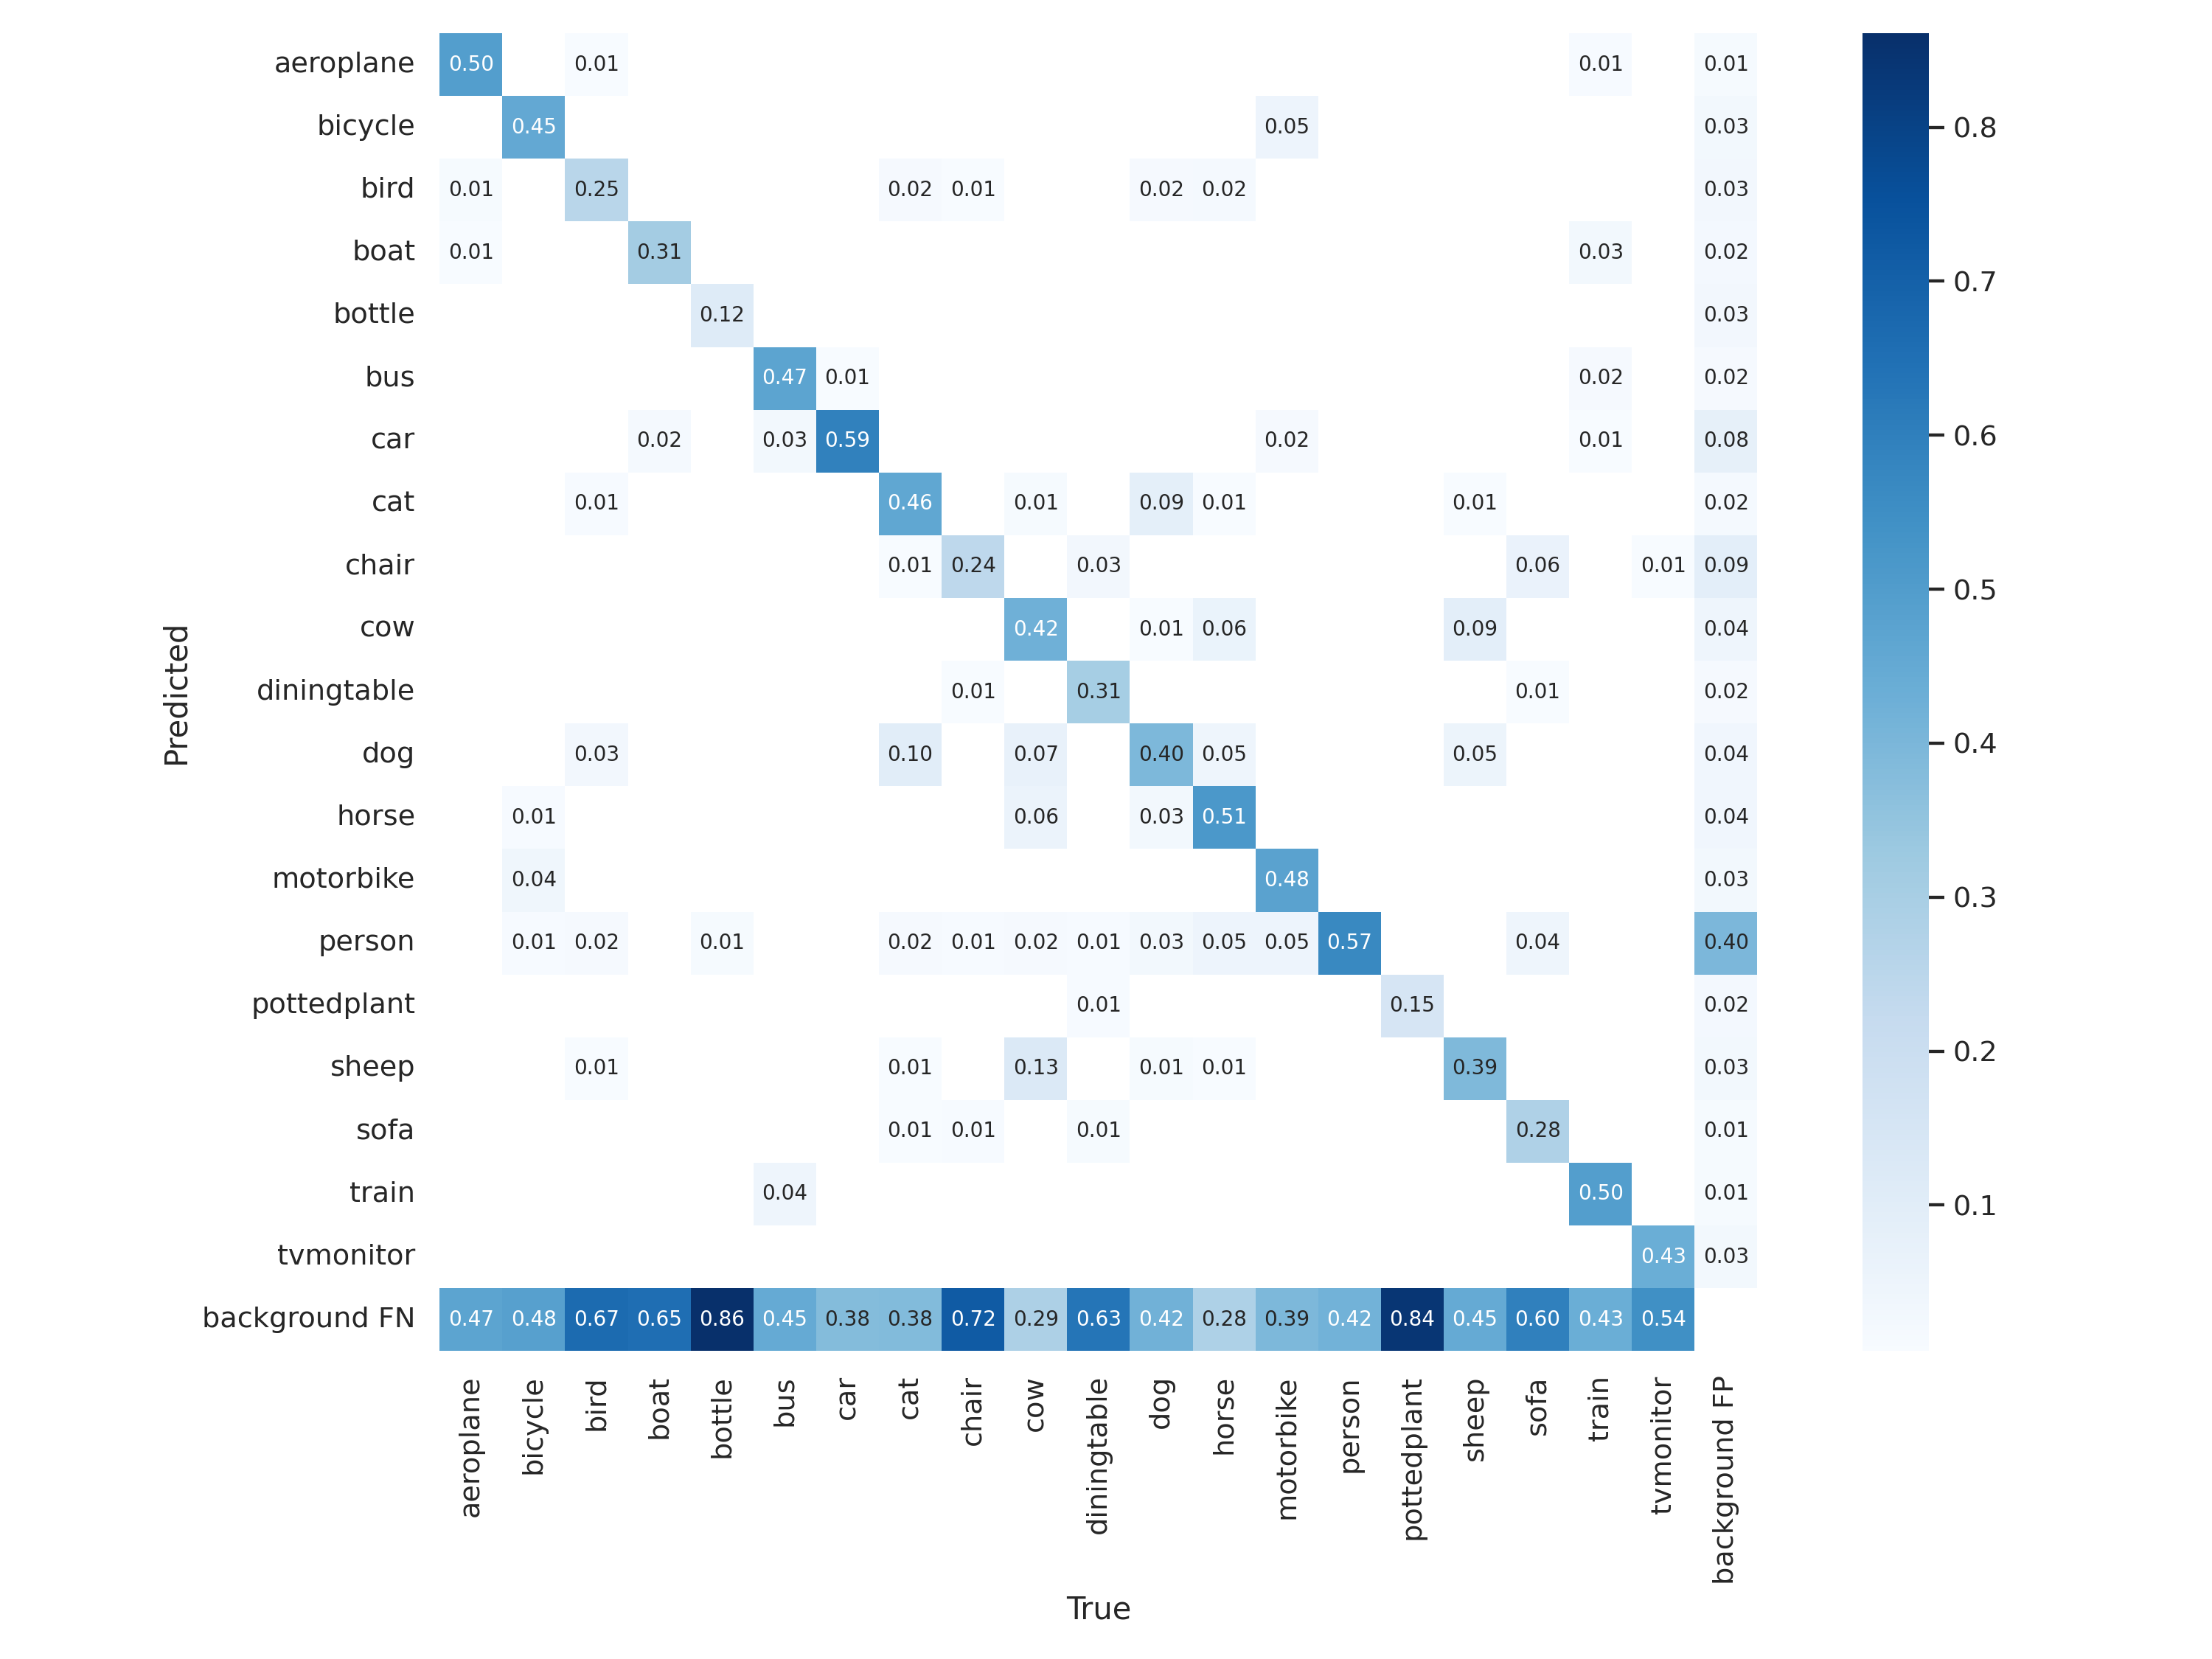 aeroplane 0.50 0.01 0.01 0.01
bicycle 0.45 0.05 0.03 0.8
bird 0.01 0.25 0.02 0.01 0.02 0.02 0.03
boat 0.01 0.31 0.03 0.02 0.7
bottle 0.12 0.03
bus 0.47 0.01 0.02 0.02
car 0.02 0.03 0.59 0.02 0.01 0.08 0.6
cat 0.01 0.46 0.01 0.09 0.01 0.01 0.02
chair 0.01 0.24 0.03 0.06 0.01 0.09 0.5
cow 0.42 0.01 0.06 0.09 0.04
Predicted
diningtable 0.01 0.31 0.01 0.02
dog 0.03 0.10 0.07 0.40 0.05 0.05 0.04 0.4
horse 0.01 0.06 0.03 0.51 0.04
motorbike 0.04 0.48 0.03 0.3
person 0.01 0.02 0.01 0.02 0.01 0.02 0.01 0.03 0.05 0.05 0.57 0.04 0.40
pottedplant 0.01 0.15 0.02
sheep 0.01 0.01 0.13 0.01 0.01 0.39 0.03 0.2
sofa 0.01 0.01 0.01 0.28 0.01
train 0.04 0.50 0.01 0.1
tvmonitor 0.43 0.03
background FN 0.47 0.48 0.67 0.65 0.86 0.45 0.38 0.38 0.72 0.29 0.63 0.42 0.28 0.39 0.42 0.84 0.45 0.60 0.43 0.54
aeroplane
bicycle
bird
boat
bottle
bus
car
cat
chair
cow
diningtable
dog
horse
motorbike
person
pottedplant
sheep
sofa
train
tvmonitor
background FP
True